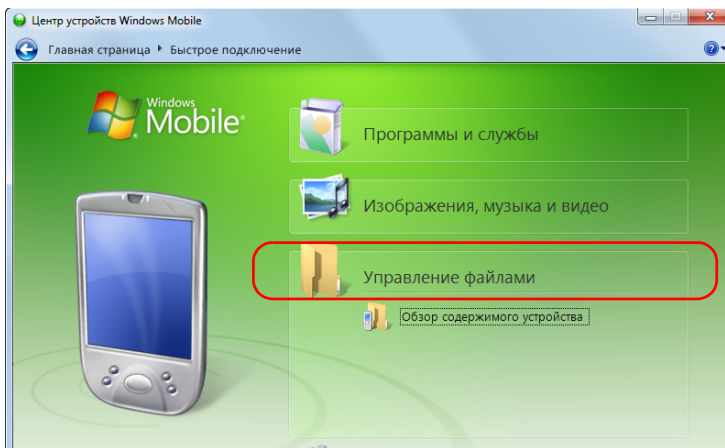 Центр устройств Windows Mobile
Главная страница Быстрое подключение
Windows
Mobile
Программы и службы
Изображения, музыка и видео
Управление файлами
Обзор содержимого устройства